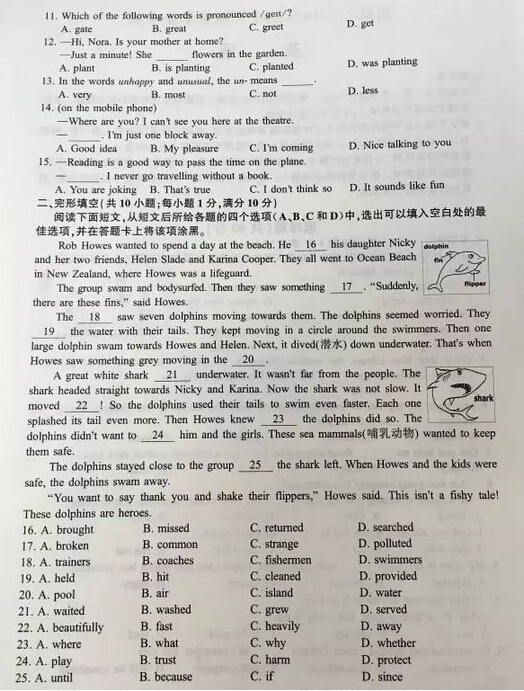 11. Which of the following words is pronounced /ɡeɪt/?
A. gate B. great C. greet D. get
12. —Hi, Nora. Is your mother at home?
—Just a minute! She ______ flowers in the garden.
A. plant B. is planting C. planted D. was planting
13. In the words unhappy and unusual, the un- means ______.
A. very B. most C. not D. less
14. (on the mobile phone)
—Where are you? I can't see you here at the theatre.
—______. I'm just one block away.
A. Good idea B. My pleasure C. I'm coming D. Nice talking to you
15. —Reading is a good way to pass the time on the plane.
—______. I never go travelling without a book.
A. You are joking B. That's true C. I don't think so D. It sounds like fun
二、完形填空(共10小题;每小题1分,满分10分)
阅读下面短文,从短文后所给各题的四个选项(A、B、C和D)中,选出可以填入空白处的最
佳选项,并在答题卡上将该项涂黑。
Rob Howes wanted to spend a day at the beach. He 16 his daughter Nicky
and her two friends, Helen Slade and Karina Cooper. They all went to Ocean Beach
in New Zealand, where Howes was a lifeguard.
dolphin
fin
flipper
The group swam and bodysurfed. Then they saw something 17 . "Suddenly,
there are these fins," said Howes.
The 18 saw seven dolphins moving towards them. The dolphins seemed worried. They
19 the water with their tails. They kept moving in a circle around the swimmers. Then one
large dolphin swam towards Howes and Helen. Next, it dived(潜水) down underwater. That's when
Howes saw something grey moving in the 20 .
A great white shark 21 underwater. It wasn't far from the people. The
shark headed straight towards Nicky and Karina. Now the shark was not slow. It
moved 22 ! So the dolphins used their tails to swim even faster. Each one
splashed its tail even more. Then Howes knew 23 the dolphins did so. The
dolphins didn't want to 24 him and the girls. These sea mammals(哺乳动物) wanted to keep
them safe.
shark
The dolphins stayed close to the group 25 the shark left. When Howes and the kids were
safe, the dolphins swam away.
"You want to say thank you and shake their flippers," Howes said. This isn't a fishy tale!
These dolphins are heroes.
16. A. brought B. missed C. returned D. searched
17. A. broken B. common C. strange D. polluted
18. A. trainers B. coaches C. fishermen D. swimmers
19. A. held B. hit C. cleaned D. provided
20. A. pool B. air C. island D. water
21. A. waited B. washed C. grew D. served
22. A. beautifully B. fast C. heavily D. away
23. A. where B. what C. why D. whether
24. A. play B. trust C. harm D. protect
25. A. until B. because C. if D. since